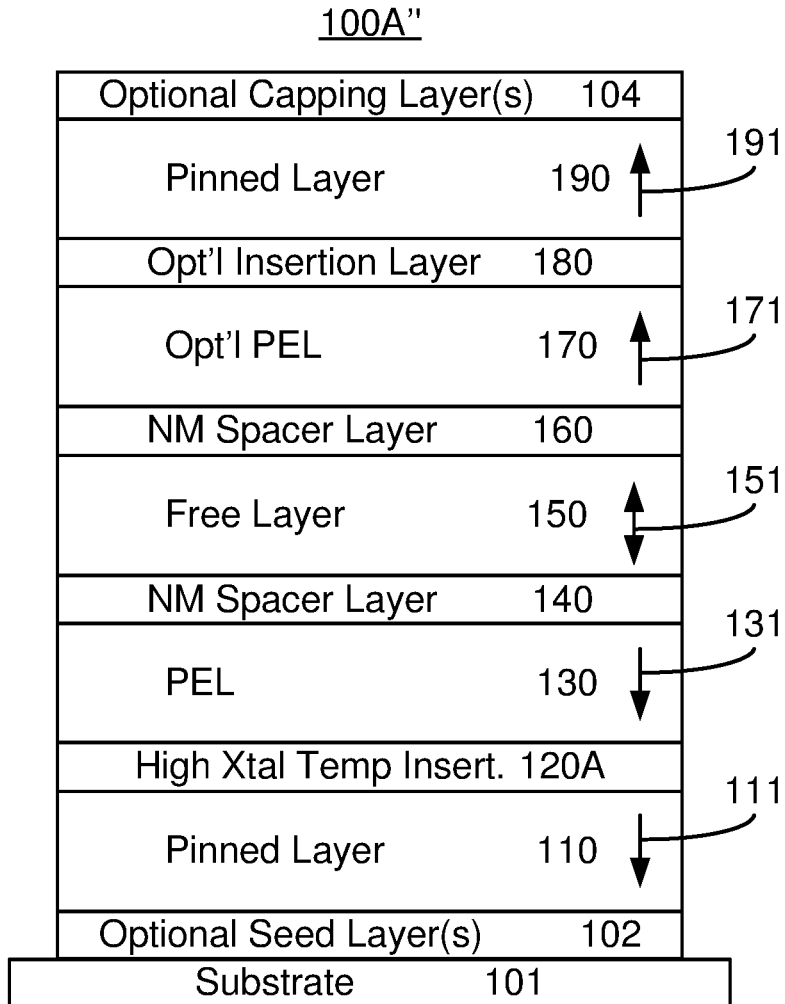 100A"
Optional Capping Layer(s) 104
191
Pinned Layer 190
Opt'l Insertion Layer 180
171
Opt'l PEL 170
NM Spacer Layer 160
151
Free Layer 150
NM Spacer Layer 140
131
PEL 130
High Xtal Temp Insert. 120A
111
Pinned Layer 110
Optional Seed Layer(s) 102
Substrate 101